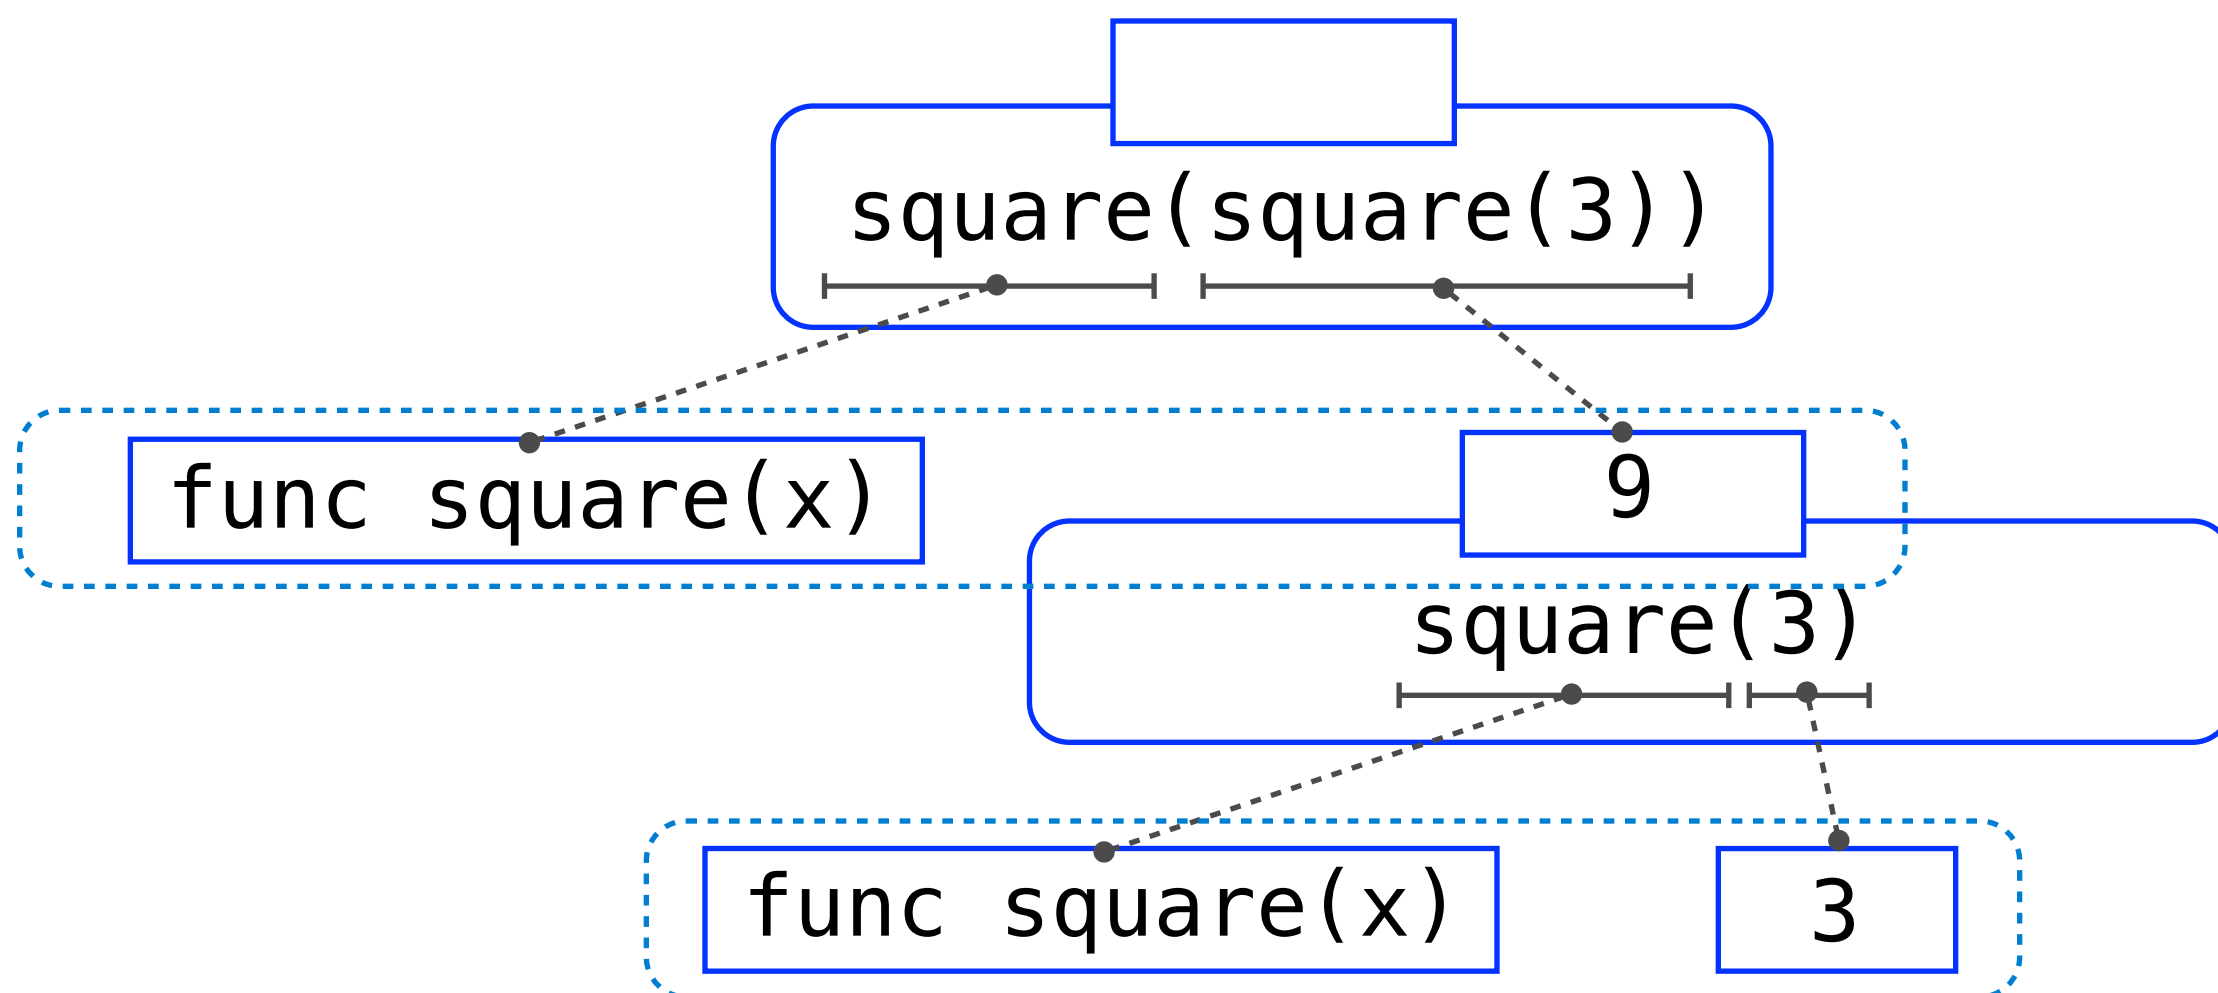 square(square(3))
func square(x)
9
square(3)
func square(x)
3